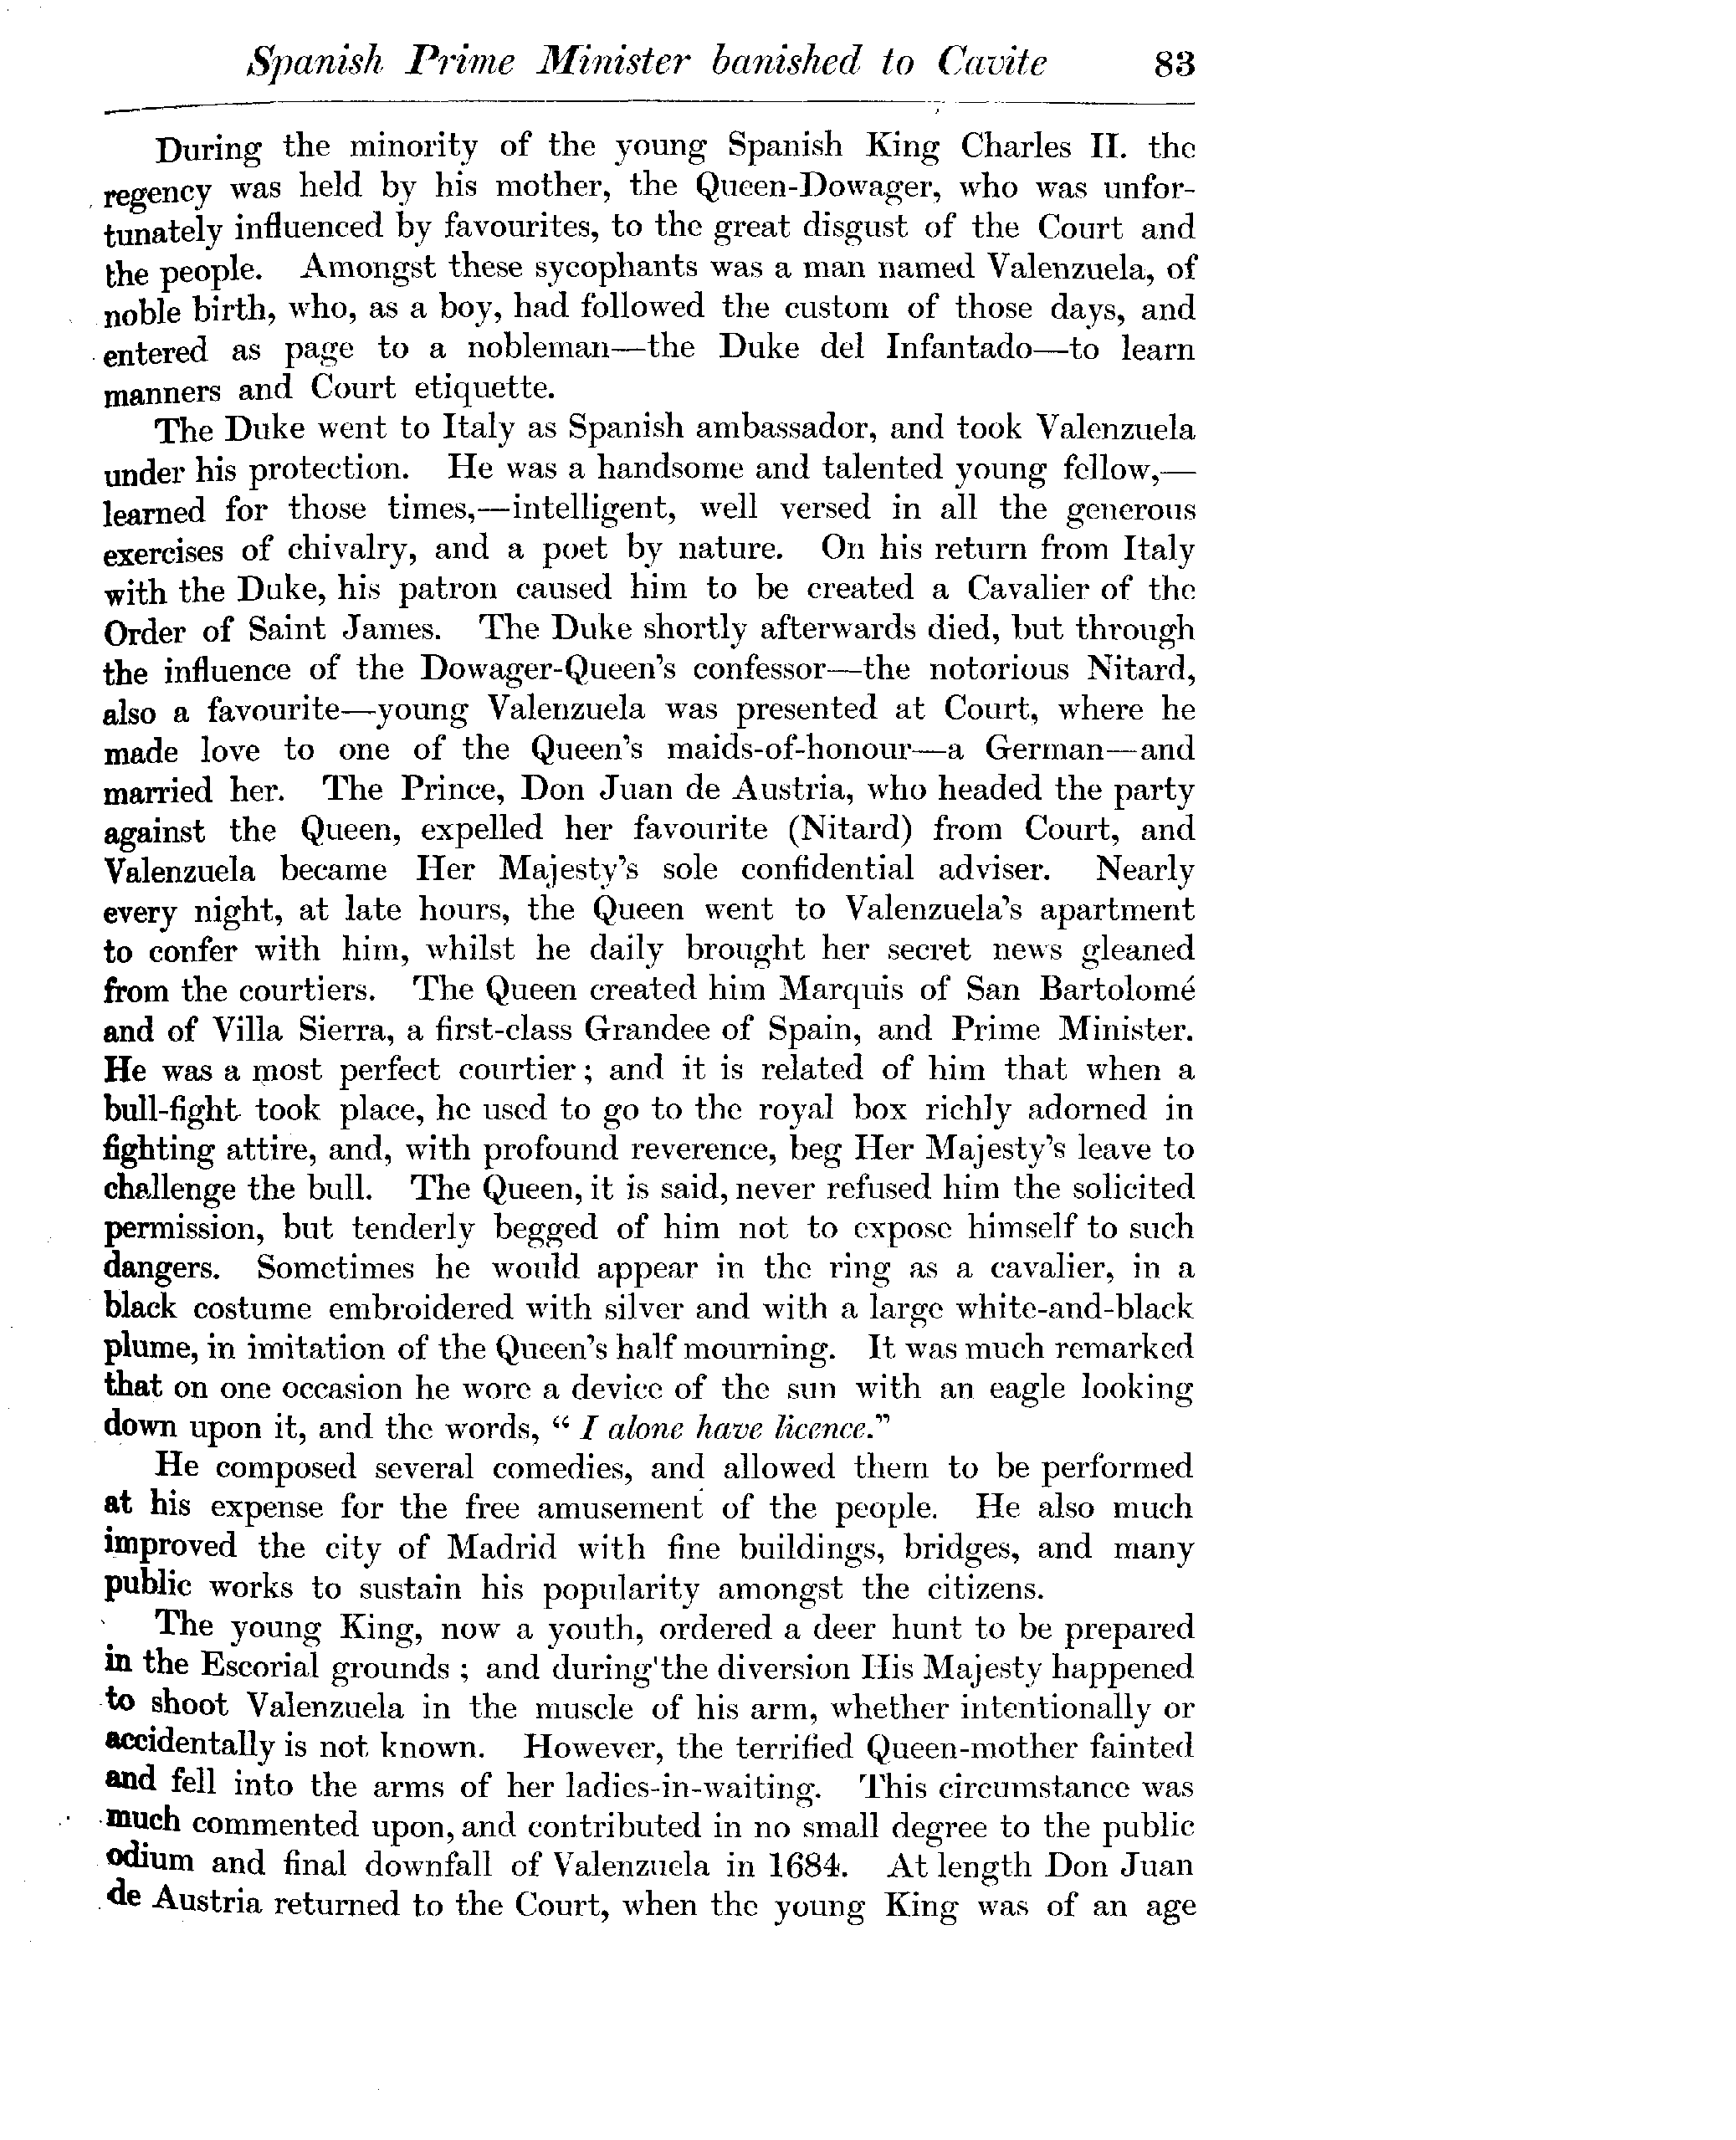 Spanish Prime Minister banished to Cavite 83
During the minority of the young Spanish King Charles II. the
regency was held by his mother, the Queen-Dowager, who was unfor-
tunately influenced by favourites, to the great disgust of the Court and
the people. Amongst these sycophants was a man named Valenzuela, of
noble birth, who, as a boy, had followed the custom of those days, and
entered as page to a nobleman—the Duke del Infantado—to learn
manners and Court etiquette.
The Duke went to Italy as Spanish ambassador, and took Valenzuela
under his protection. He was a handsome and talented young fellow,—
learned for those times,—intelligent, well versed in all the generous
exercises of chivalry, and a poet by nature. On his return from Italy
with the Duke, his patron caused him to be created a Cavalier of the
Order of Saint James. The Duke shortly afterwards died, but through
the influence of the Dowager-Queen's confessor—the notorious Nitard,
also a favourite—young Valenzuela was presented at Court, where he
made love to one of the Queen's maids-of-honour—a German—and
married her. The Prince, Don Juan de Austria, who headed the party
against the Queen, expelled her favourite (Nitard) from Court, and
Valenzuela became Her Majesty's sole confidential adviser. Nearly
every night, at late hours, the Queen went to Valenzuela's apartment
to confer with him, whilst he daily brought her secret news gleaned
from the courtiers. The Queen created him Marquis of San Bartolomé
and of Villa Sierra, a first-class Grandee of Spain, and Prime Minister.
He was a most perfect courtier; and it is related of him that when a
bull-fight took place, he used to go to the royal box richly adorned in
fighting attire, and, with profound reverence, beg Her Majesty's leave to
challenge the bull. The Queen, it is said, never refused him the solicited
permission, but tenderly begged of him not to expose himself to such
dangers. Sometimes he would appear in the ring as a cavalier, in a
black costume embroidered with silver and with a large white-and-black
plume, in imitation of the Queen's half mourning. It was much remarked
that on one occasion he wore a device of the sun with an eagle looking
down upon it, and the words, "I alone have licence."
He composed several comedies, and allowed them to be performed
at his expense for the free amusement of the people. He also much
improved the city of Madrid with fine buildings, bridges, and many
public works to sustain his popularity amongst the citizens.
The young King, now a youth, ordered a deer hunt to be prepared
in the Escorial grounds; and during the diversion His Majesty happened
to shoot Valenzuela in the muscle of his arm, whether intentionally or
accidentally is not known. However, the terrified Queen-mother fainted
and fell into the arms of her ladies-in-waiting. This circumstance was
much commented upon, and contributed in no small degree to the public
odium and final downfall of Valenzuela in 1684. At length Don Juan
de Austria returned to the Court, when the young King was of an age